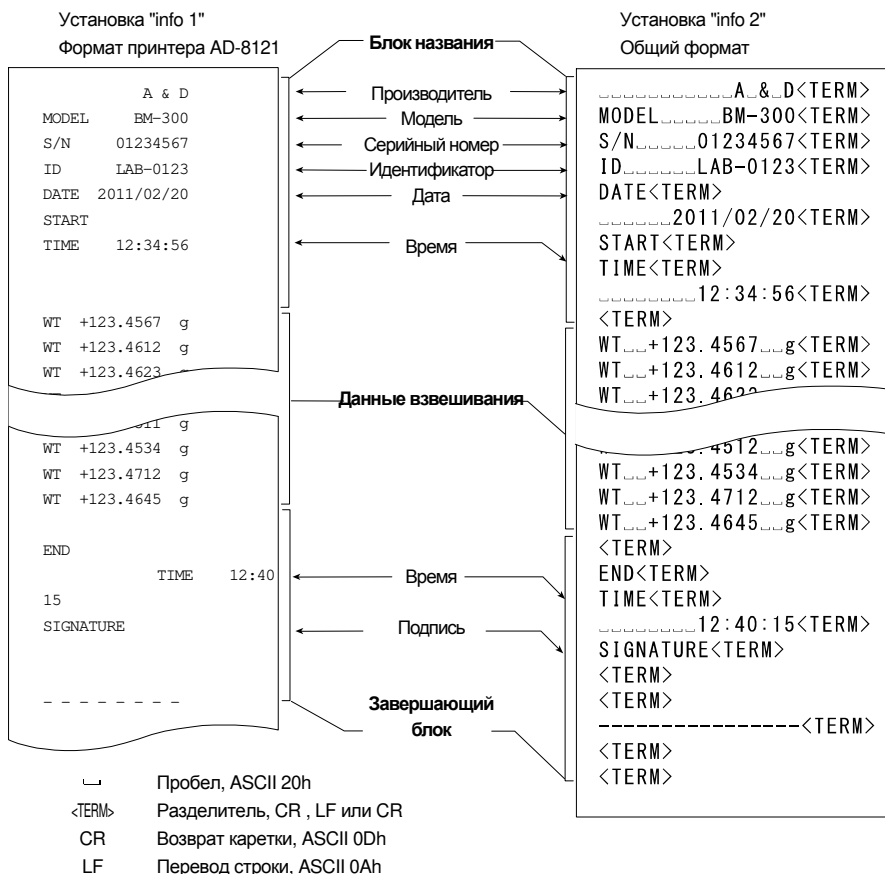 Установка "info 1"
Формат принтера AD-8121
A & D
MODEL BM-300
S/N 01234567
ID LAB-0123
DATE 2011/02/20
START
TIME 12:34:56
WT +123.4567 g
WT +123.4612 g
WT +123.4623
g
WT +123.4534 g
WT +123.4712 g
WT +123.4645 g
END
TIME 12:40
15
SIGNATURE
- - - - - - - -
Блок названия
Производитель
Модель
Серийный номер
Идентификатор
Дата
Время
Данные взвешивания
Время
Подпись
Завершающий
блок
Установка "info 2"
Общий формат
␣␣␣␣␣␣␣␣␣␣␣A␣&␣D<TERM>
MODEL␣␣␣␣␣BM-300<TERM>
S/N␣␣␣␣␣01234567<TERM>
ID␣␣␣␣␣␣LAB-0123<TERM>
DATE<TERM>
␣␣␣␣␣␣2011/02/20<TERM>
START<TERM>
TIME<TERM>
␣␣␣␣␣␣␣␣12:34:56<TERM>
<TERM>
WT␣␣+123.4567␣␣g<TERM>
WT␣␣+123.4612␣␣g<TERM>
WT␣␣+123.4623
4512␣␣g<TERM>
WT␣␣+123.4534␣␣g<TERM>
WT␣␣+123.4712␣␣g<TERM>
WT␣␣+123.4645␣␣g<TERM>
<TERM>
END<TERM>
TIME<TERM>
␣␣␣␣␣␣␣␣12:40:15<TERM>
SIGNATURE<TERM>
<TERM>
<TERM>
----------------<TERM>
<TERM>
<TERM>
␣ Пробел, ASCII 20h
<TERM> Разделитель, CR , LF или CR
CR Возврат каретки, ASCII 0Dh
LF Перевод строки, ASCII 0Ah